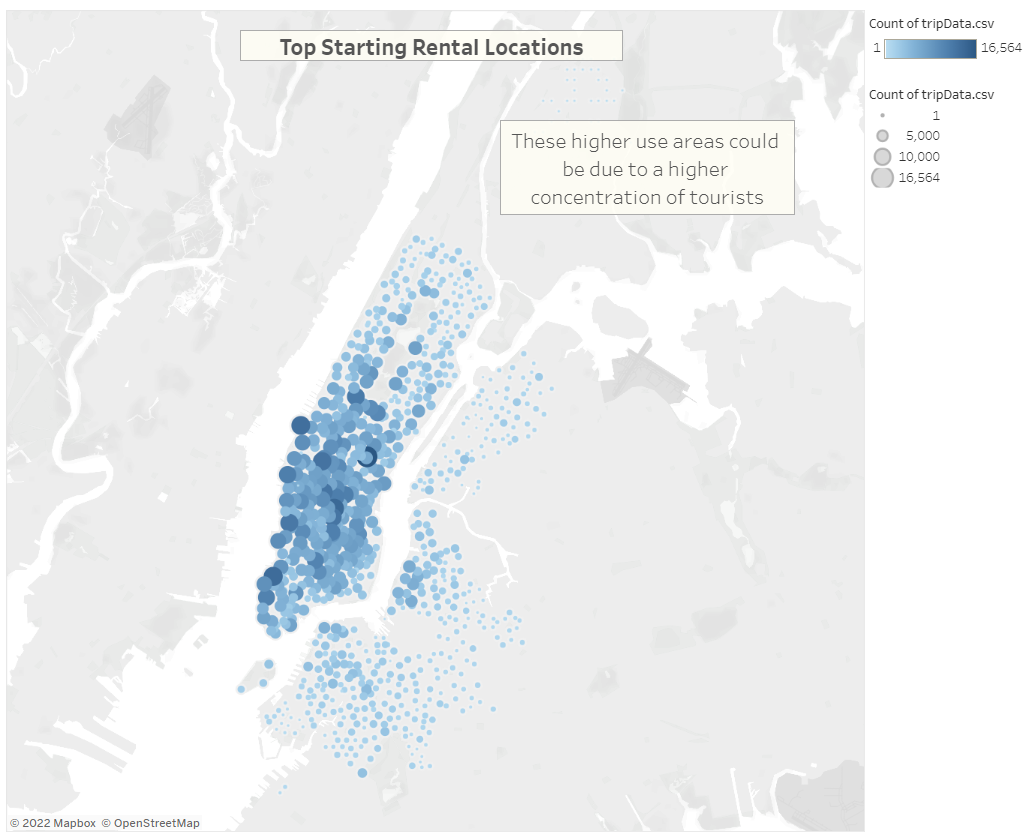 Top Starting Rental Locations
These higher use areas could
be due to a higher
concentration of tourists
Count of tripData.csv
1 16,564
Count of tripData.csv
1
5,000
10,000
16,564
© 2022 Mapbox © OpenStreetMap